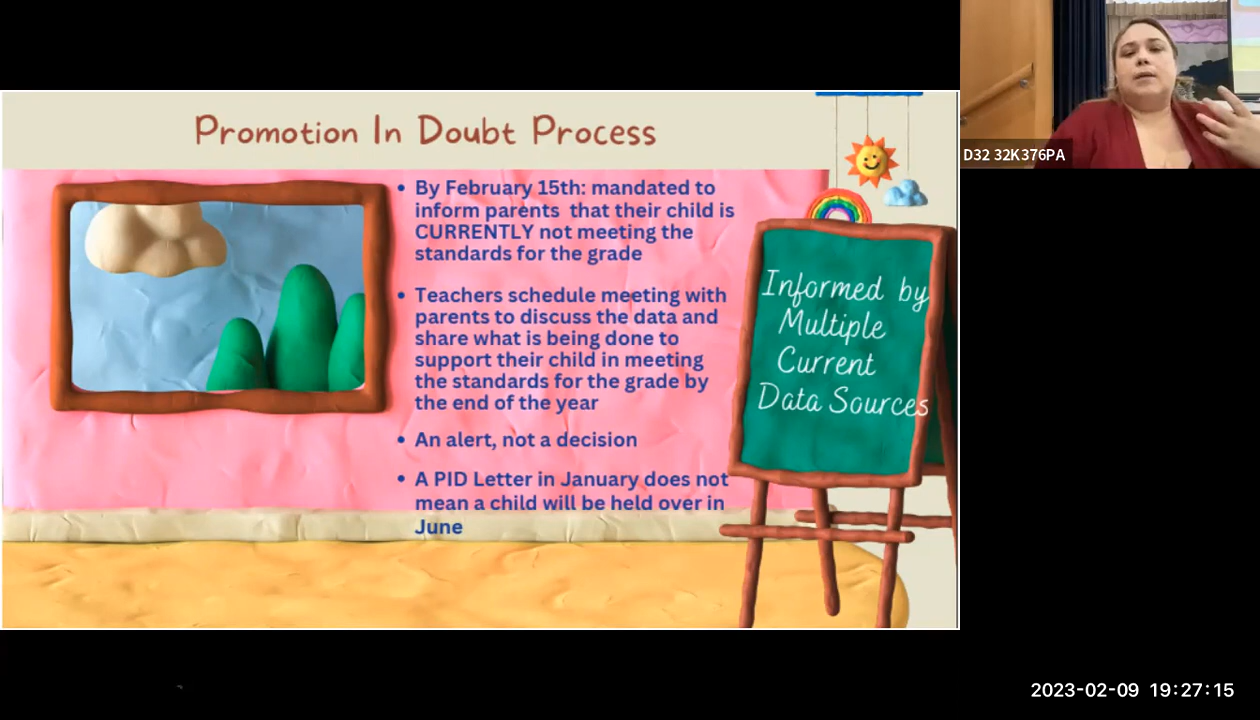 Promotion In Doubt Process
• By February 15th: mandated to
inform parents that their child is
CURRENTLY not meeting the
standards for the grade
• Teachers schedule meeting with
parents to discuss the data and
share what is being done to
support their child in meeting
the standards for the grade by
the end of the year
• An alert, not a decision
• A PID Letter in January does not
mean a child will be held over in
June
Informed by
Multiple
Current
Data Sources
D32 32K376PA
2023-02-09 19:27:15